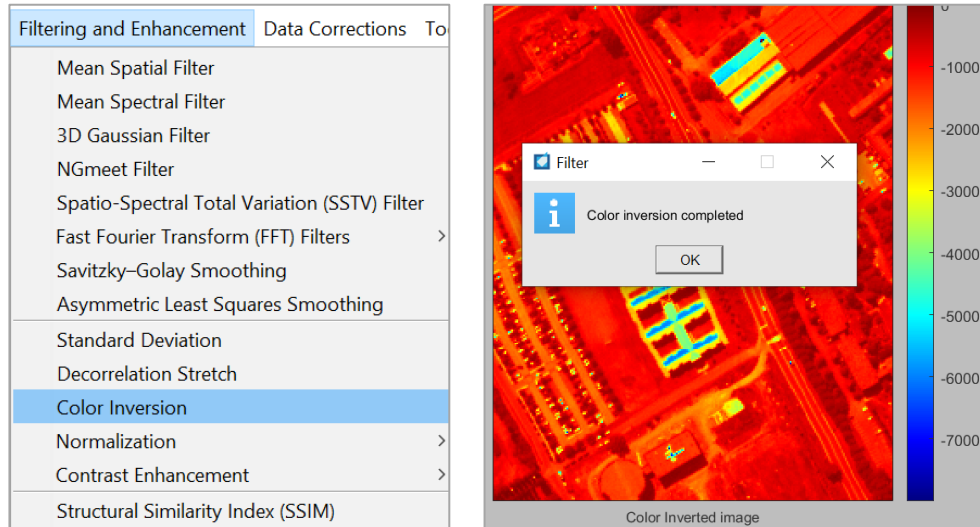 Filtering and Enhancement Data Corrections To
Mean Spatial Filter
Mean Spectral Filter
3D Gaussian Filter
NGmeet Filter
Spatio-Spectral Total Variation (SSTV) Filter
Fast Fourier Transform (FFT) Filters >
Savitzky–Golay Smoothing
Asymmetric Least Squares Smoothing
Standard Deviation
Decorrelation Stretch
Color Inversion
Normalization >
Contrast Enhancement >
Structural Similarity Index (SSIM)
0
-1000
-2000
-3000
-4000
-5000
-6000
-7000
Filter
Color inversion completed
OK
Color Inverted image